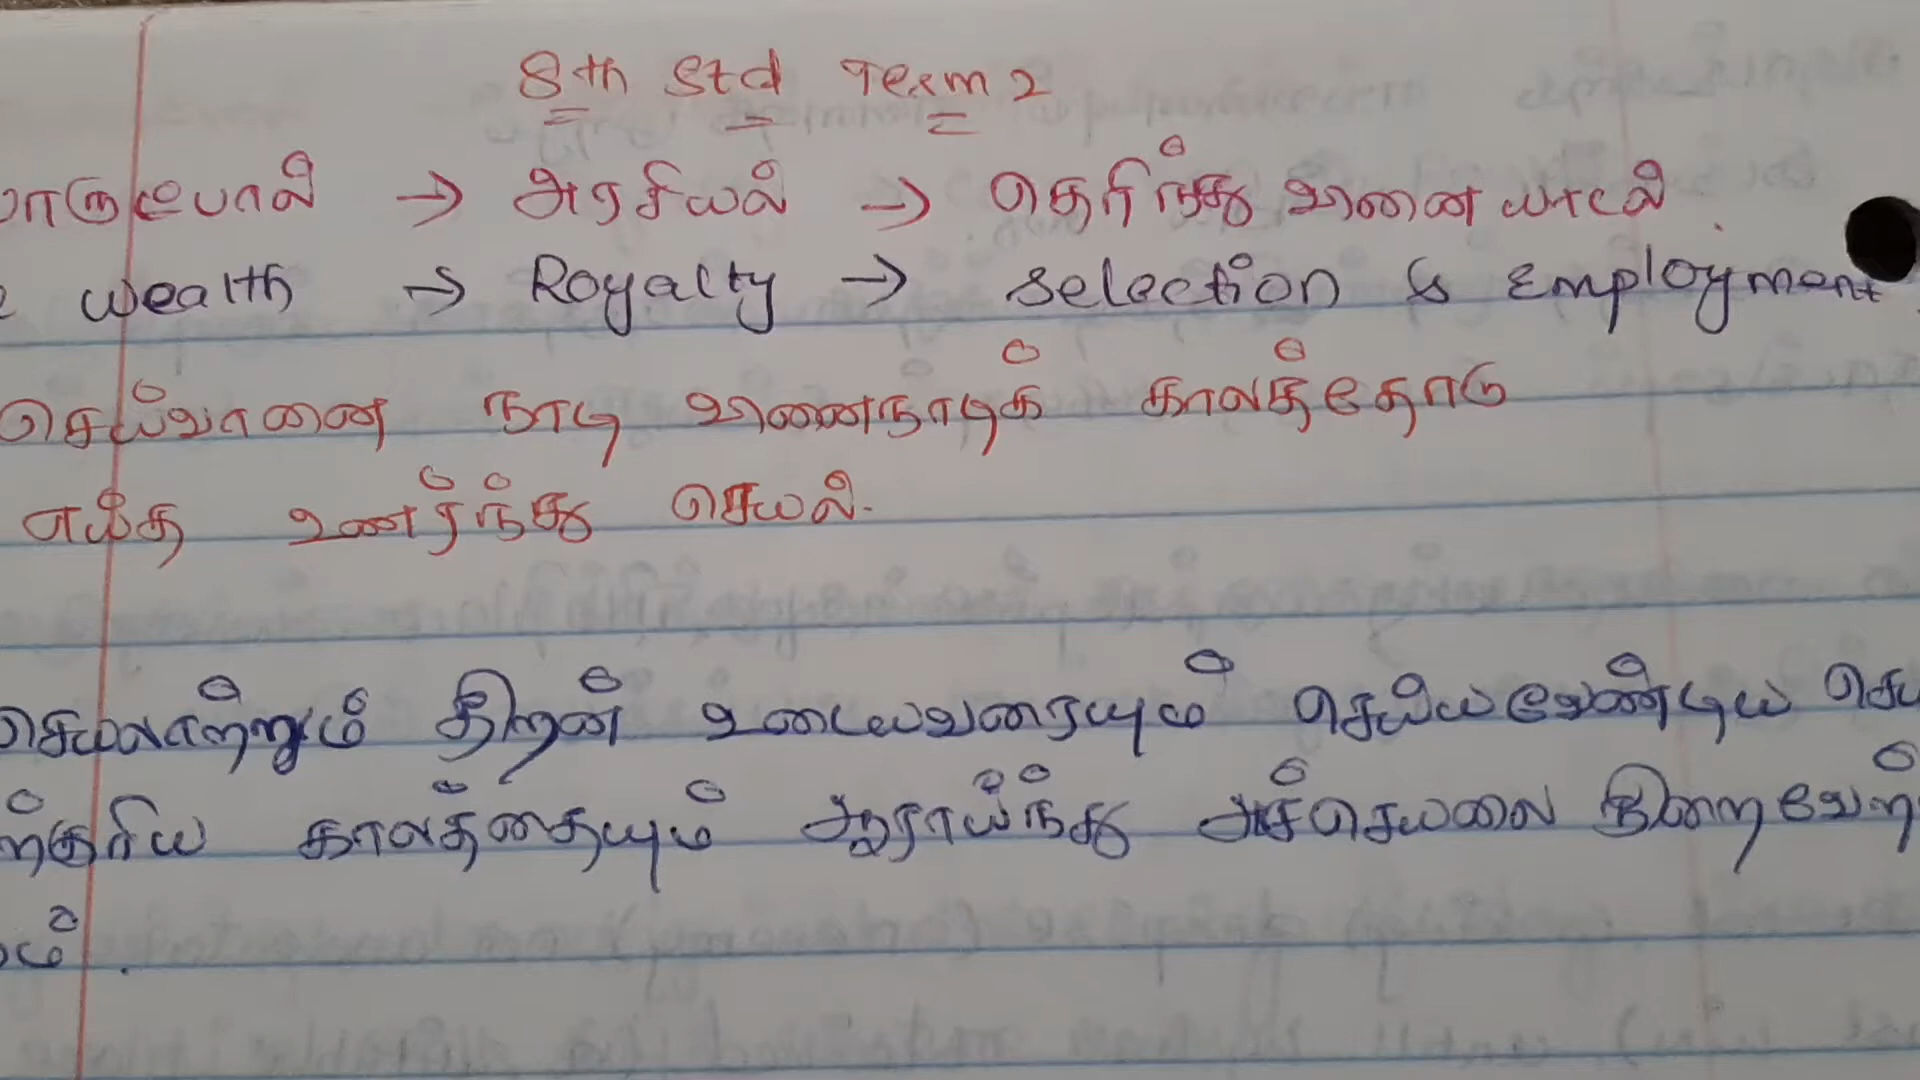 8th Std Term 2
பொருட்பால் → அரசியல் → தெரிந்து வினையாடல்
wealth → Royalty → selection & Employment
செய்வானை நாடி வினைநாடிக் காலத்தோடு
எய்த உணர்ந்து செயல்.
செயலாற்றும் திறன் உடையவரையும் செய்யவேண்டிய செய
ற்குரிய காலத்தையும் ஆராய்ந்து அச்செயலை நிறைவேற்